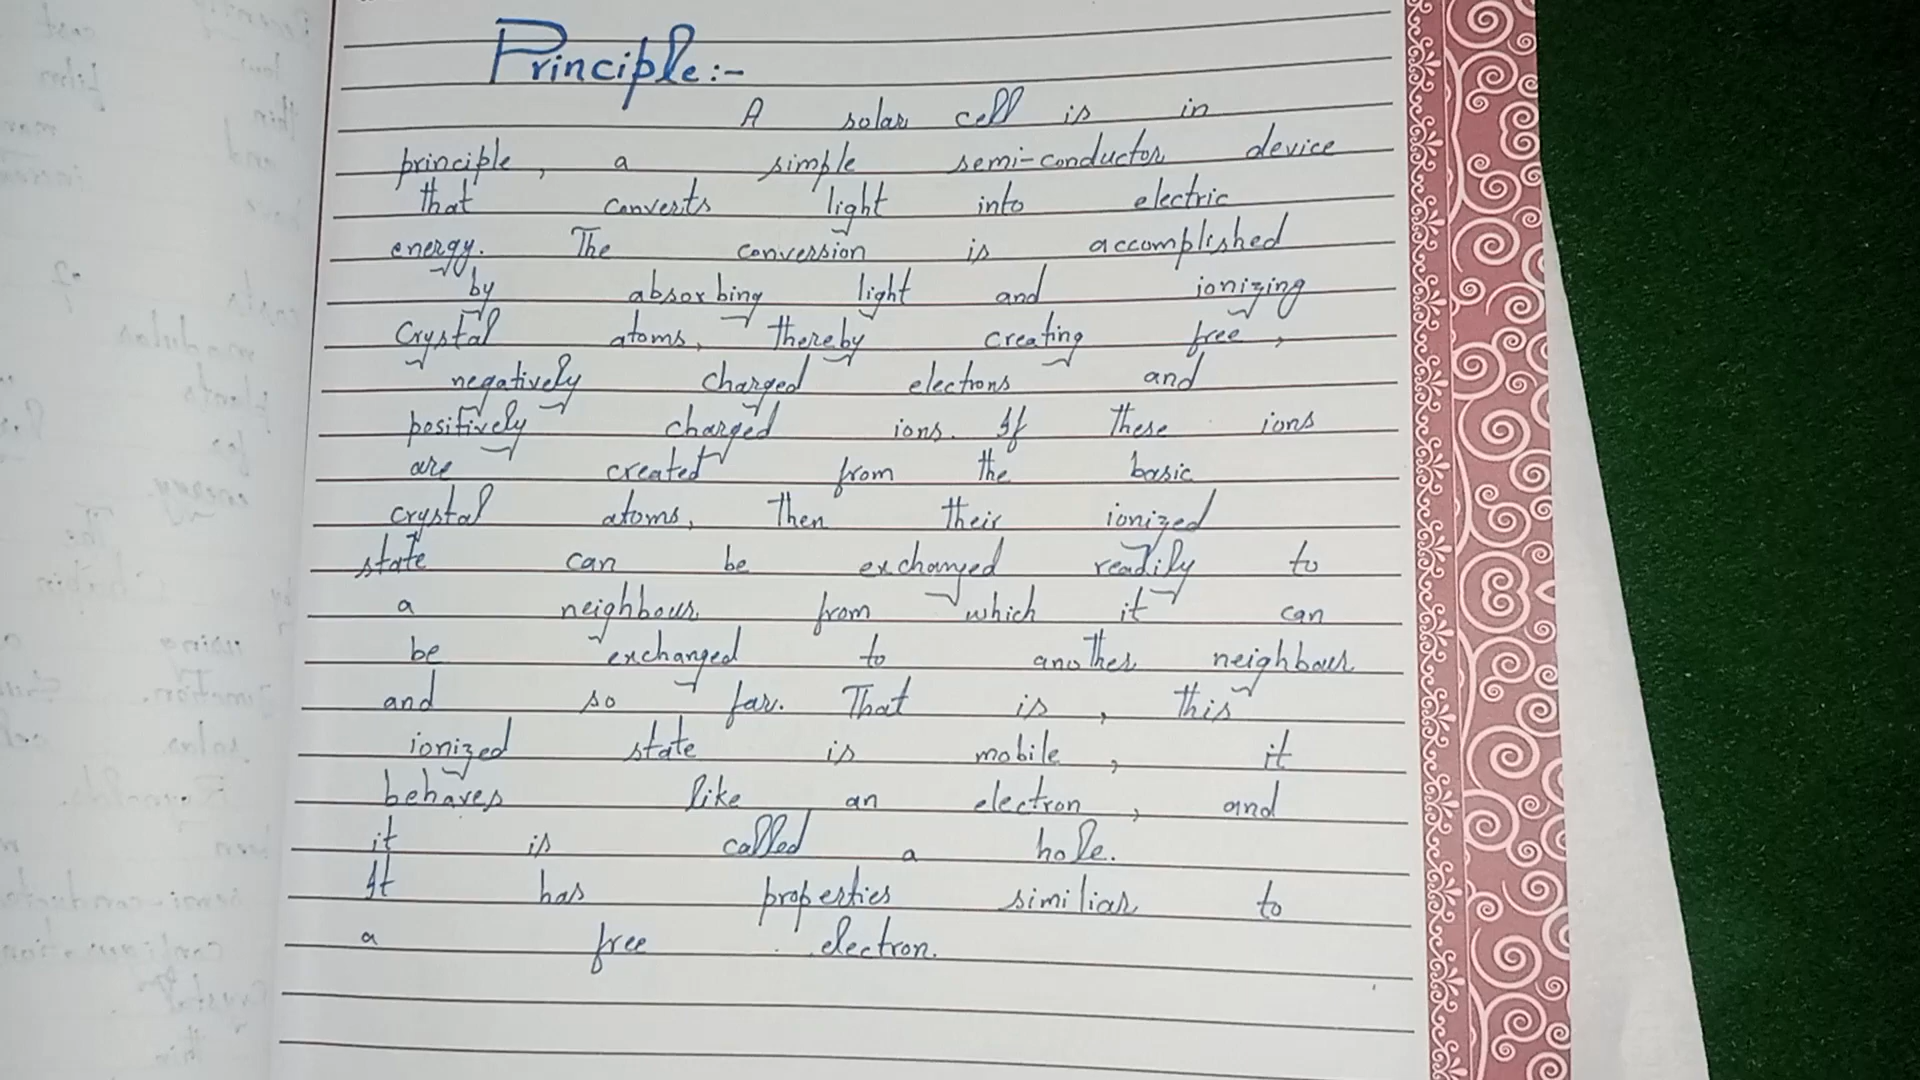 Principle:-
A solar cell is in
principle, a simple semi-conductor device
that converts light into electric
energy. The conversion is accomplished
by absorbing light and ionizing
Crystal atoms, thereby creating free,
negatively charged elections and
positively charged ions. If these ions
are created from the basic
crystal atoms, then their ionized
state can be exchanged readily to
a neighbour from which it can
be exchanged to another neighbour
and so far. That is, this
ionized state is mobile, it
behaves like an electron, and
it is called a hole.
It has properties similiar to
a free electron.